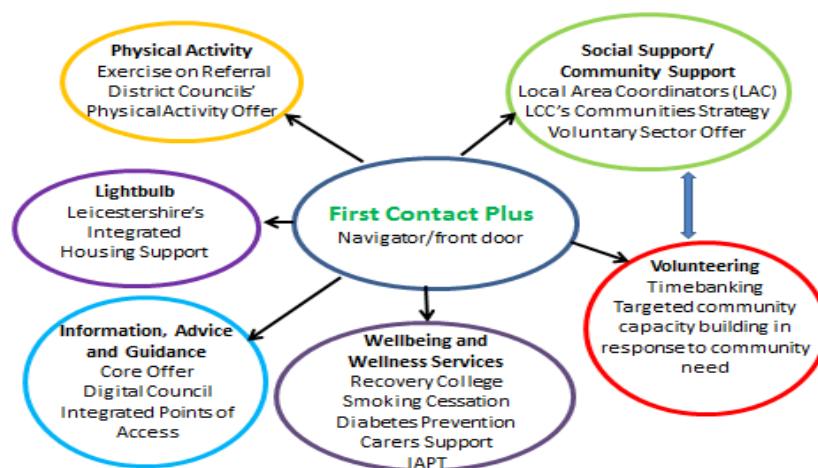 Physical Activity
Exercise on Referral
District Councils'
Physical Activity Offer
Social Support/
Community Support
Local Area Coordinators (LAC)
LCC's Communities Strategy
Voluntary Sector Offer
Lightbulb
Leicestershire's
Integrated
Housing Support
First Contact Plus
Navigator/front door
Volunteering
Timebanking
Targeted community
capacity building in
response to community
need
Information, Advice
and Guidance
Core Offer
Digital Council
Integrated Points of
Access
Wellbeing and
Wellness Services
Recovery College
Smoking Cessation
Diabetes Prevention
Carers Support
IAPT